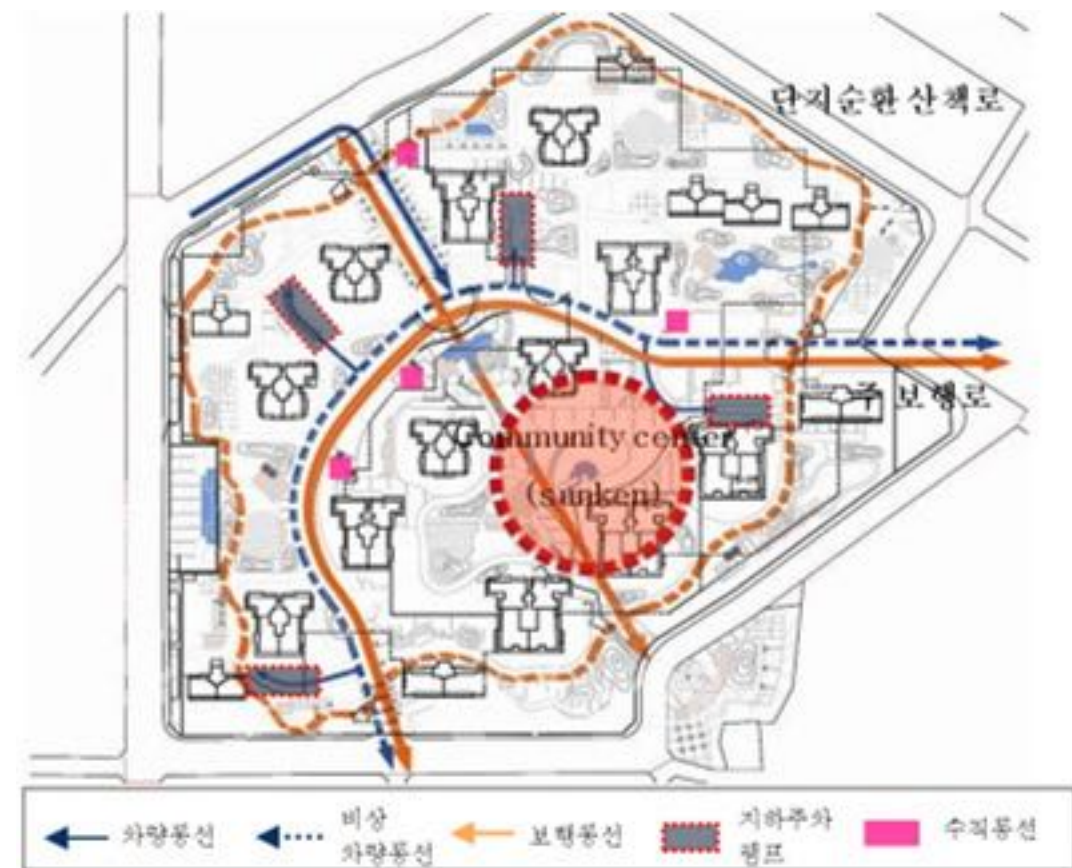 단지순환 산책로
주 보행로
Community center
(sunken)
차량동선
비상
차량동선
보행동선
지하주차
램프
수직동선